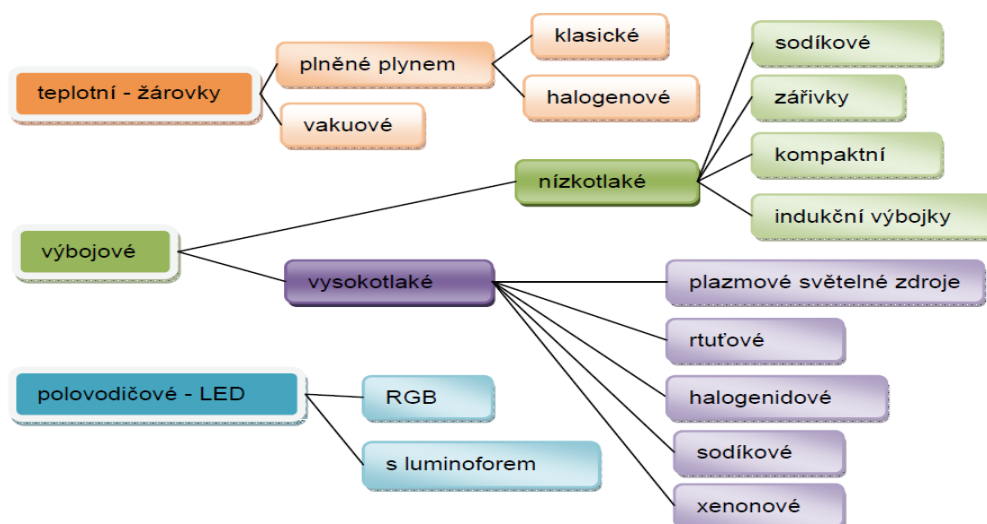 teplotní - žárovky
plněné plynem
klasické
halogenové
vakuové
výbojové
nízkotlaké
sodíkové
zářivky
kompaktní
indukční výbojky
vysokotlaké
plazmové světelné zdroje
rtuťové
halogenidové
sodíkové
xenonové
polovodičové - LED
RGB
s luminoforem